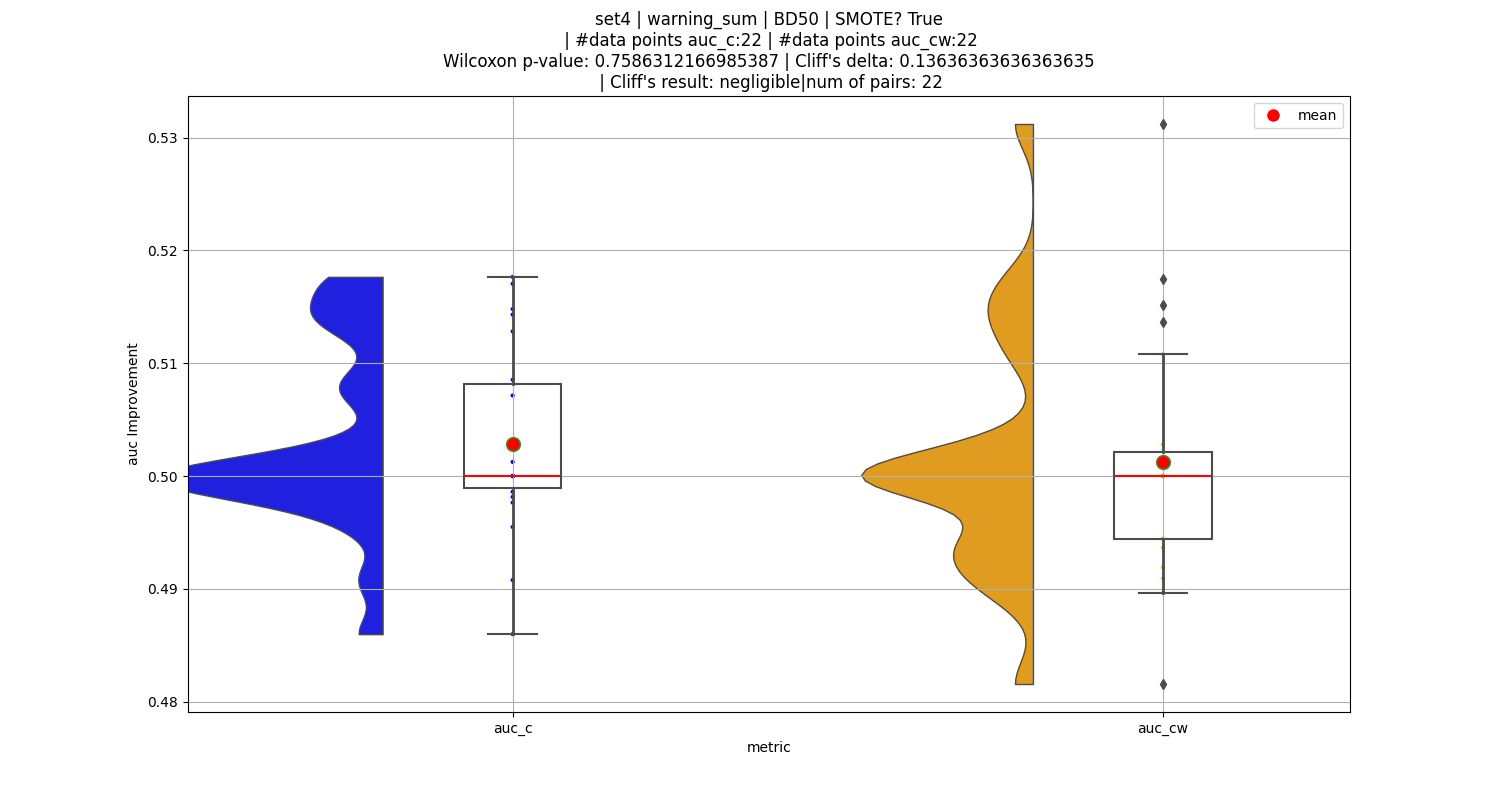 set4 | warning_sum | BD50 | SMOTE? True
| #data points auc_c:22 | #data points auc_cw:22
Wilcoxon p-value: 0.7586312166985387 | Cliff's delta: 0.13636363636363635
| Cliff's result: negligible|num of pairs: 22
mean
0.53
0.52
0.51
0.50
0.49
0.48
auc Improvement
auc_c
auc_cw
metric